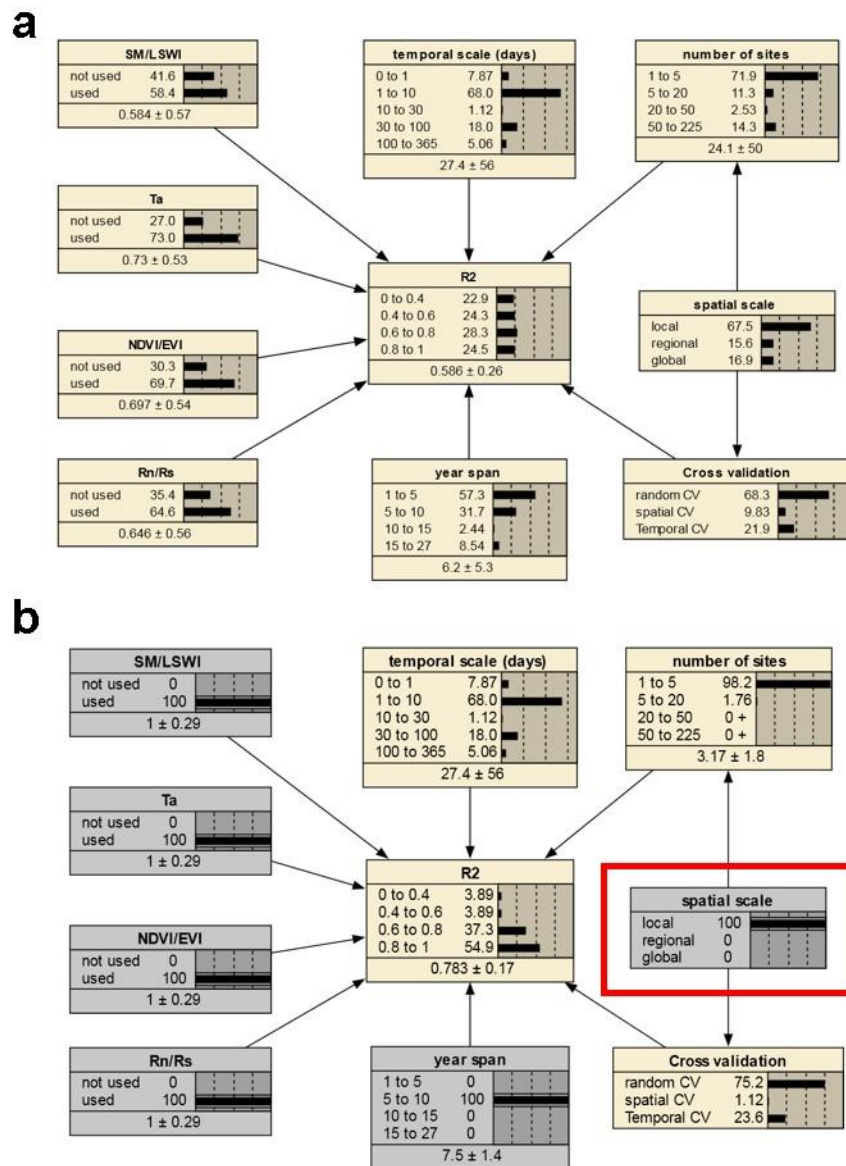 a
SM/LSWI
not used 41.6
used 58.4
0.584 ± 0.57
temporal scale (days)
0 to 1 7.87
1 to 10 68.0
10 to 30 1.12
30 to 100 18.0
100 to 365 5.06
27.4 ± 56
number of sites
1 to 5 71.9
5 to 20 11.3
20 to 50 2.53
50 to 225 14.3
24.1 ± 50
Ta
not used 27.0
used 73.0
0.73 ± 0.53
R2
0 to 0.4 22.9
0.4 to 0.6 24.3
0.6 to 0.8 28.3
0.8 to 1 24.5
0.586 ± 0.26
spatial scale
local 67.5
regional 15.6
global 16.9
NDVI/EVI
not used 30.3
used 69.7
0.697 ± 0.54
Rn/Rs
not used 35.4
used 64.6
0.646 ± 0.56
year span
1 to 5 57.3
5 to 10 31.7
10 to 15 2.44
15 to 27 8.54
6.2 ± 5.3
Cross validation
random CV 68.3
spatial CV 9.83
Temporal CV 21.9
b
SM/LSWI
not used 0
used 100
1 ± 0.29
temporal scale (days)
0 to 1 7.87
1 to 10 68.0
10 to 30 1.12
30 to 100 18.0
100 to 365 5.06
27.4 ± 56
number of sites
1 to 5 98.2
5 to 20 1.76
20 to 50 0 +
50 to 225 0 +
3.17 ± 1.8
Ta
not used 0
used 100
1 ± 0.29
R2
0 to 0.4 3.89
0.4 to 0.6 3.89
0.6 to 0.8 37.3
0.8 to 1 54.9
0.783 ± 0.17
spatial scale
local 100
regional 0
global 0
NDVI/EVI
not used 0
used 100
1 ± 0.29
Rn/Rs
not used 0
used 100
1 ± 0.29
year span
1 to 5 0
5 to 10 100
10 to 15 0
15 to 27 0
7.5 ± 1.4
Cross validation
random CV 75.2
spatial CV 1.12
Temporal CV 23.6